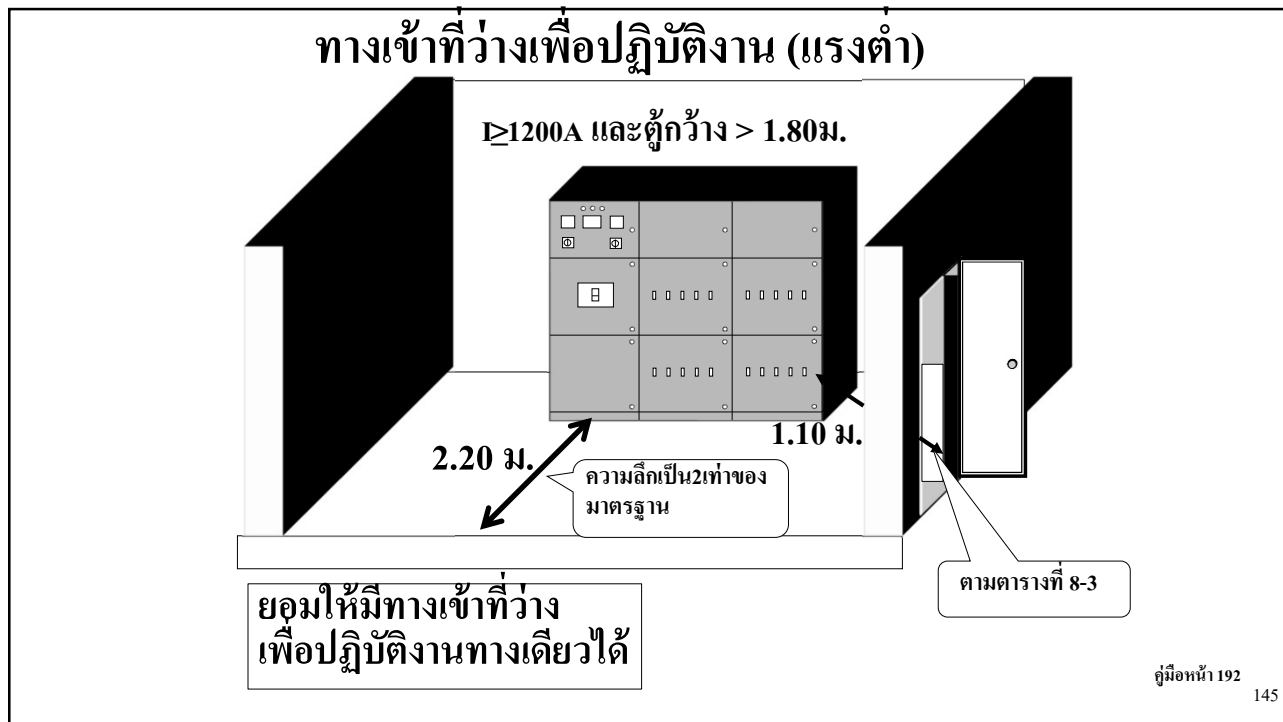 ทางเข้าที่ว่างเพื่อปฏิบัติงาน (แรงต่ำ)
I≥1200A และตู้กว้าง > 1.80ม.
1.10 ม.
2.20 ม.
ความลึกเป็น2เท่าของ
มาตรฐาน
ตามตารางที่ 8-3
ยอมให้มีทางเข้าที่ว่าง
เพื่อปฏิบัติงานทางเดียวได้
คู่มือหน้า 192
145